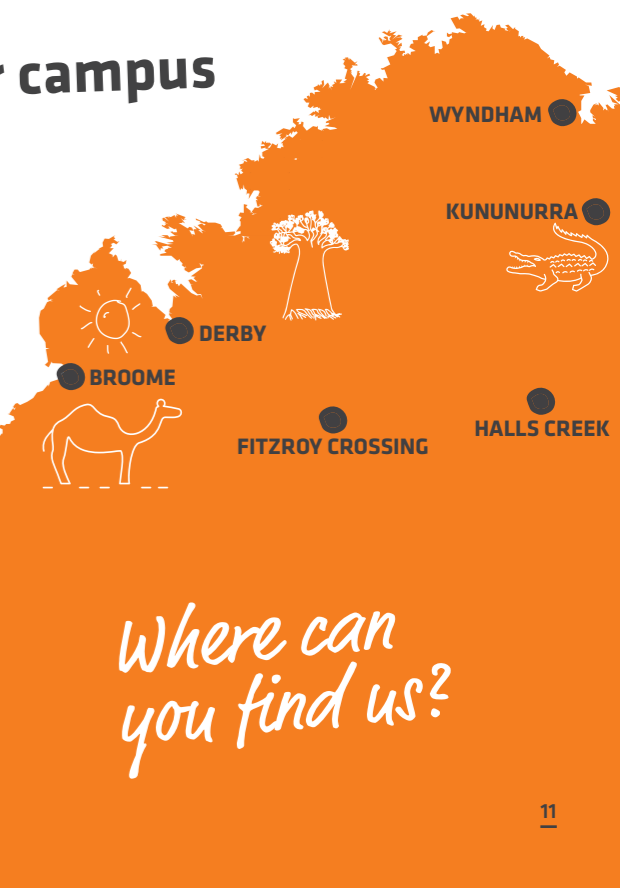 campus
WYNDHAM
KUNUNURRA
DERBY
BROOME
FITZROY CROSSING
HALLS CREEK
Where can
you find us?
11